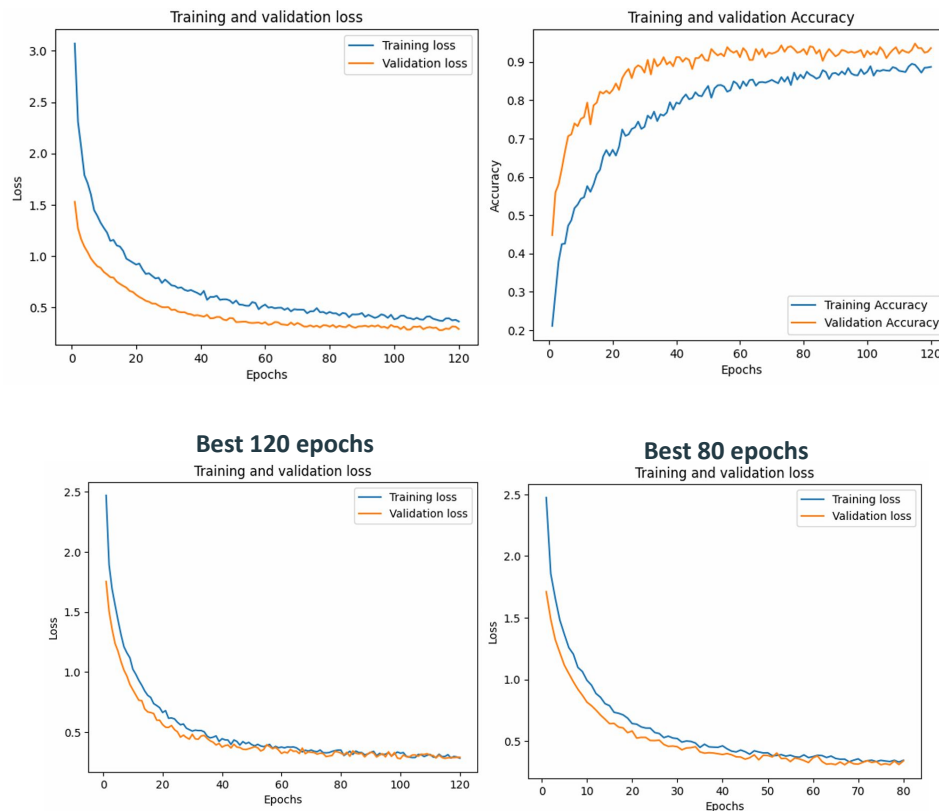 Training and validation loss
3.0
2.5
2.0
1.5
1.0
0.5
Loss
Training loss
Validation loss
0
20
40
60
80
100
120
Epochs
Training and validation Accuracy
0.9
0.8
0.7
0.6
0.5
0.4
0.3
0.2
Accuracy
Training Accuracy
Validation Accuracy
0
20
40
60
80
100
120
Epochs
Best 120 epochs
Training and validation loss
2.5
2.0
1.5
1.0
0.5
Loss
Training loss
Validation loss
0
20
40
60
80
100
120
Epochs
Best 80 epochs
Training and validation loss
2.5
2.0
1.5
1.0
0.5
Loss
Training loss
Validation loss
0
10
20
30
40
50
60
70
80
Epochs